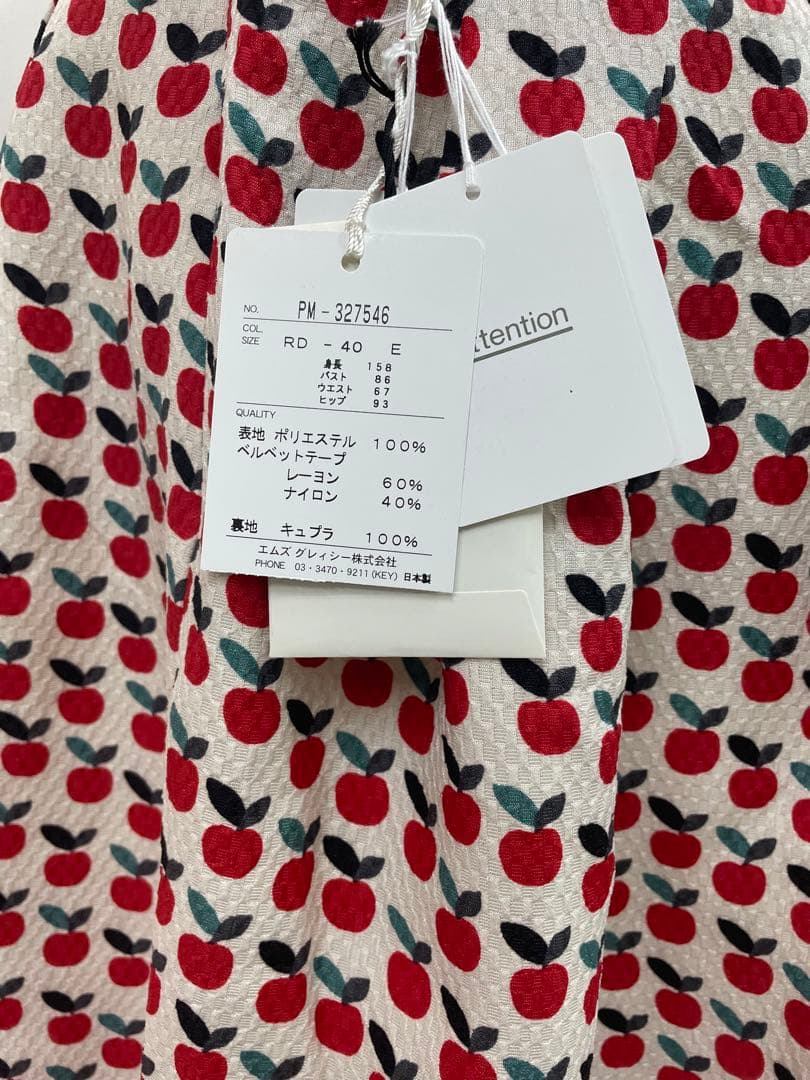 NO. PM-327546
COL.
SIZE RD - 40 E
身長 158
バスト 86
ウエスト 67
ヒップ 93
QUALITY
表地 ポリエステル 100%
ベルベットテープ
レーヨン 60%
ナイロン 40%
裏地 キュプラ 100%
エムズ グレィシー株式会社
PHONE 03・3470・9211(KEY) 日本製
ttention